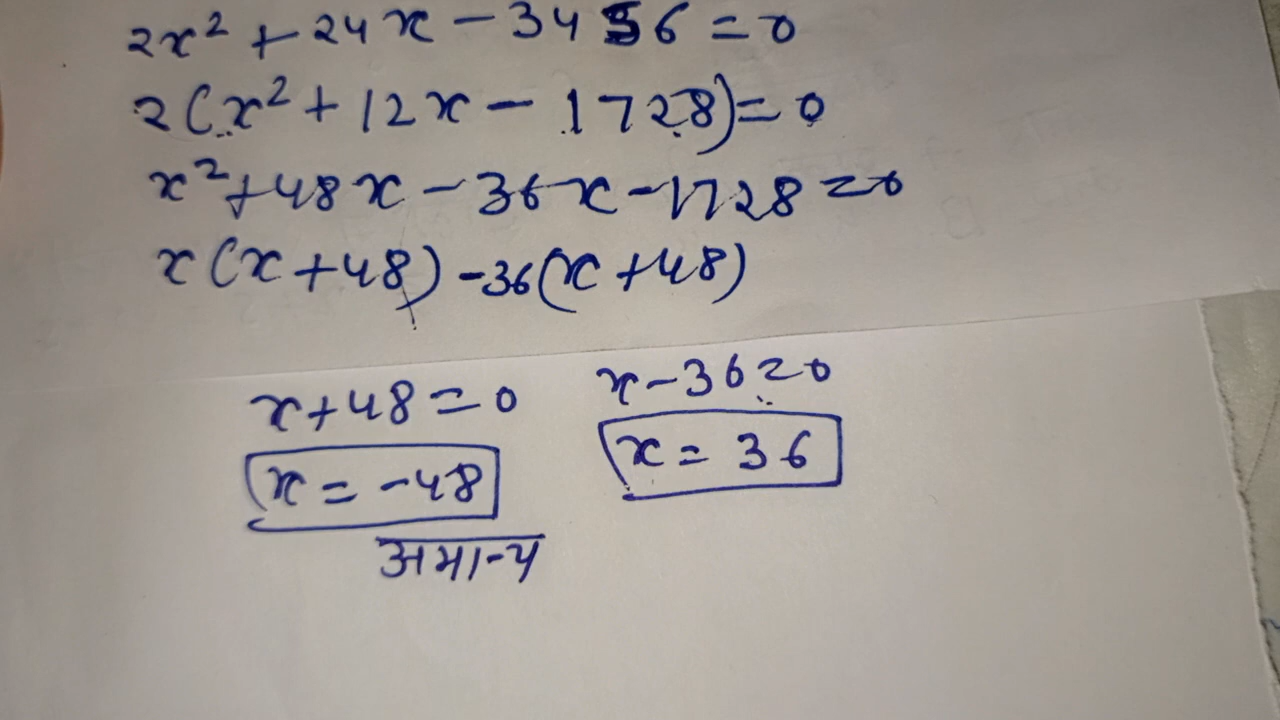 2x² + 24x - 3456 = 0
2(x² + 12x - 1728) = 0
x² + 48x - 36x - 1728 = 0
x(x + 48) - 36(x + 48)
x + 48 = 0 x - 36 = 0
x = -48 x = 36
अमान्य